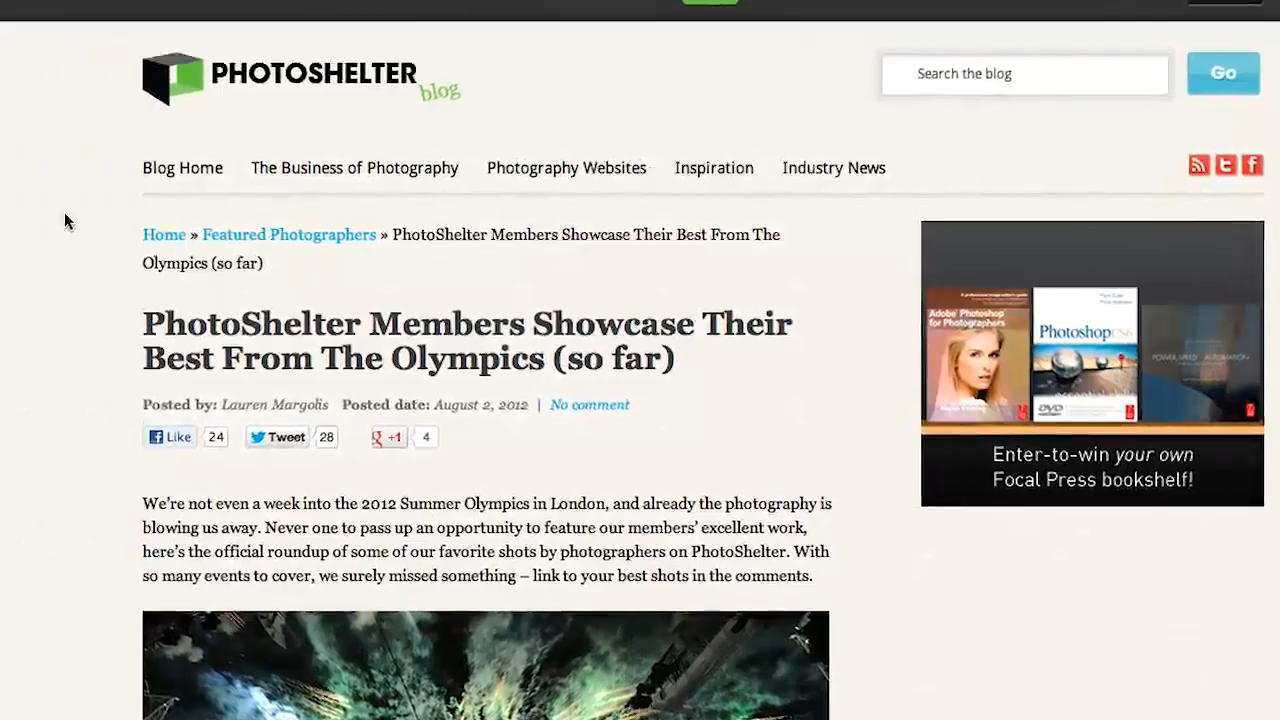 PHOTOSHELTER
blog
Search the blog
Go
Blog Home The Business of Photography Photography Websites Inspiration Industry News
Home » Featured Photographers » PhotoShelter Members Showcase Their Best From The
Olympics (so far)
PhotoShelter Members Showcase Their
Best From The Olympics (so far)
Posted by: Lauren Margolis Posted date: August 2, 2012 | No comment
Like 24 Tweet 28 +1 4
We're not even a week into the 2012 Summer Olympics in London, and already the photography is
blowing us away. Never one to pass up an opportunity to feature our members' excellent work,
here's the official roundup of some of our favorite shots by photographers on PhotoShelter. With
so many events to cover, we surely missed something – link to your best shots in the comments.
Adobe Photoshop
for Photographers
Photoshop CS6
DVD
POWER, SPEED & AUTOMATION
Enter-to-win your own
Focal Press bookshelf!